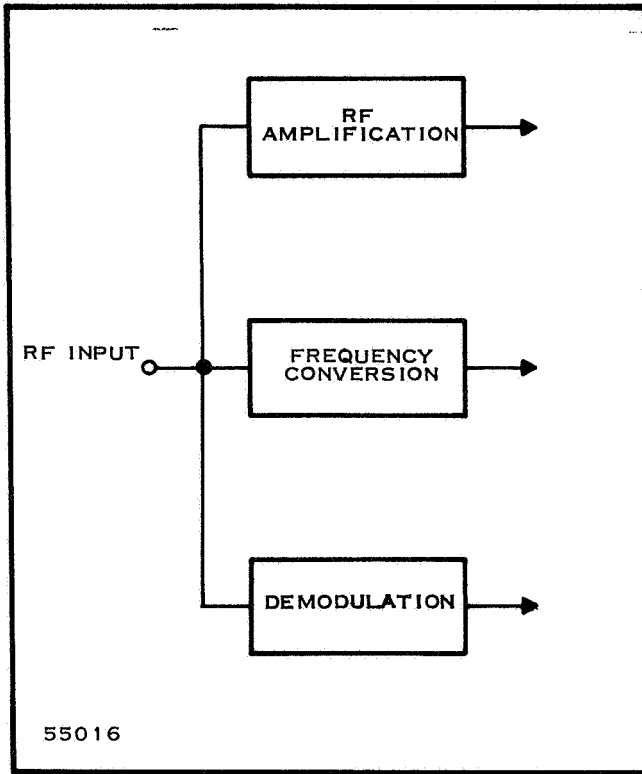 RF
AMPLIFICATION
RF INPUT
FREQUENCY
CONVERSION
DEMODULATION
55016